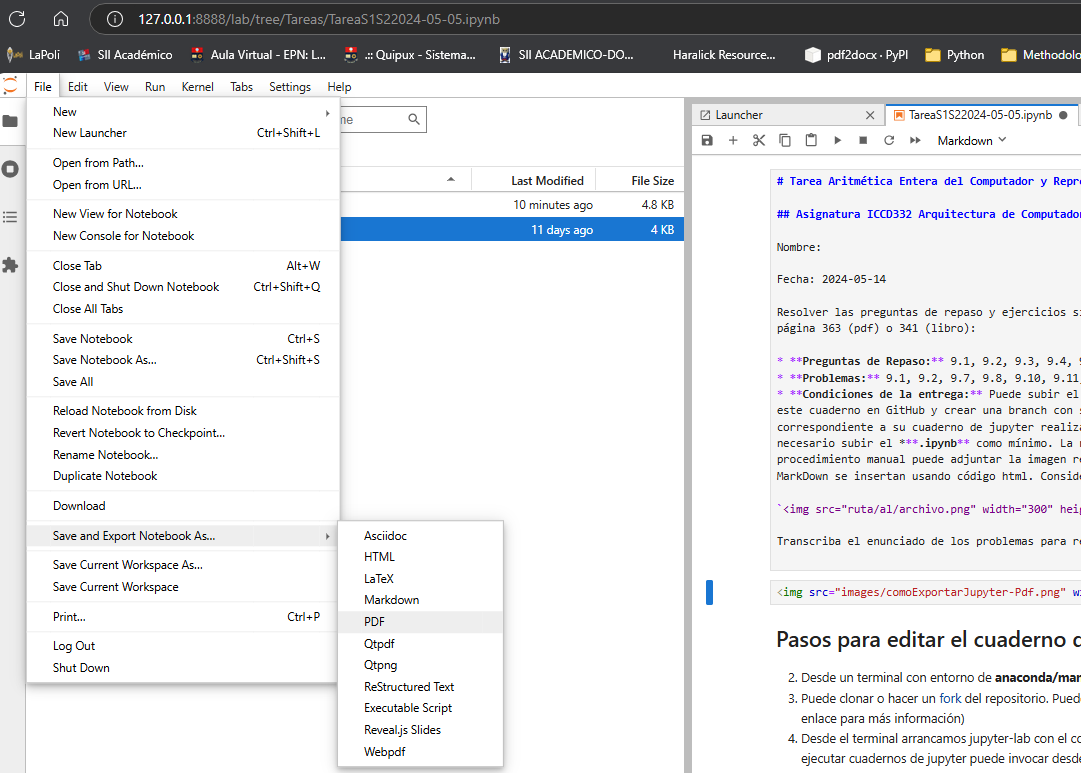 127.0.0.1:8888/lab/tree/Tareas/TareaS1S22024-05-05.ipynb
LaPoli SII Académico Aula Virtual - EPN: L... .:: Quipux - Sistema... SII ACADEMICO-DO... Haralick Resource... pdf2docx · PyPI Python Methodolo
File Edit View Run Kernel Tabs Settings Help
New
New Launcher Ctrl+Shift+L
Open from Path...
Open from URL...
New View for Notebook
New Console for Notebook
Close Tab Alt+W
Close and Shut Down Notebook Ctrl+Shift+Q
Close All Tabs
Save Notebook Ctrl+S
Save Notebook As... Ctrl+Shift+S
Save All
Reload Notebook from Disk
Revert Notebook to Checkpoint...
Rename Notebook...
Duplicate Notebook
Download
Save and Export Notebook As...
Save Current Workspace As...
Save Current Workspace
Print... Ctrl+P
Log Out
Shut Down
Asciidoc
HTML
LaTeX
Markdown
PDF
Qtpdf
Qtpng
ReStructured Text
Executable Script
Reveal.js Slides
Webpdf
me
Last Modified File Size
10 minutes ago 4.8 KB
11 days ago 4 KB
Launcher TareaS1S22024-05-05.ipynb
Markdown
# Tarea Aritmética Entera del Computador y Repre
## Asignatura ICCD332 Arquitectura de Computador
Nombre:
Fecha: 2024-05-14
Resolver las preguntas de repaso y ejercicios si
página 363 (pdf) o 341 (libro):
* **Preguntas de Repaso:** 9.1, 9.2, 9.3, 9.4, 9
* **Problemas:** 9.1, 9.2, 9.7, 9.8, 9.10, 9.11,
* **Condiciones de la entrega:** Puede subir el
este cuaderno en GitHub y crear una branch con s
correspondiente a su cuaderno de jupyter realiza
necesario subir el ***.ipynb** como mínimo. La r
procedimiento manual puede adjuntar la imagen re
MarkDown se insertan usando código html. Conside
`<img src="ruta/al/archivo.png" width="300" heig
Transcriba el enunciado de los problemas para re
<img src="images/comoExportarJupyter-Pdf.png" wi
Pasos para editar el cuaderno d
2. Desde un terminal con entorno de anaconda/mam
3. Puede clonar o hacer un fork del repositorio. Puede
enlace para más información)
4. Desde el terminal arrancamos jupyter-lab con el co
ejecutar cuadernos de jupyter puede invocar desde